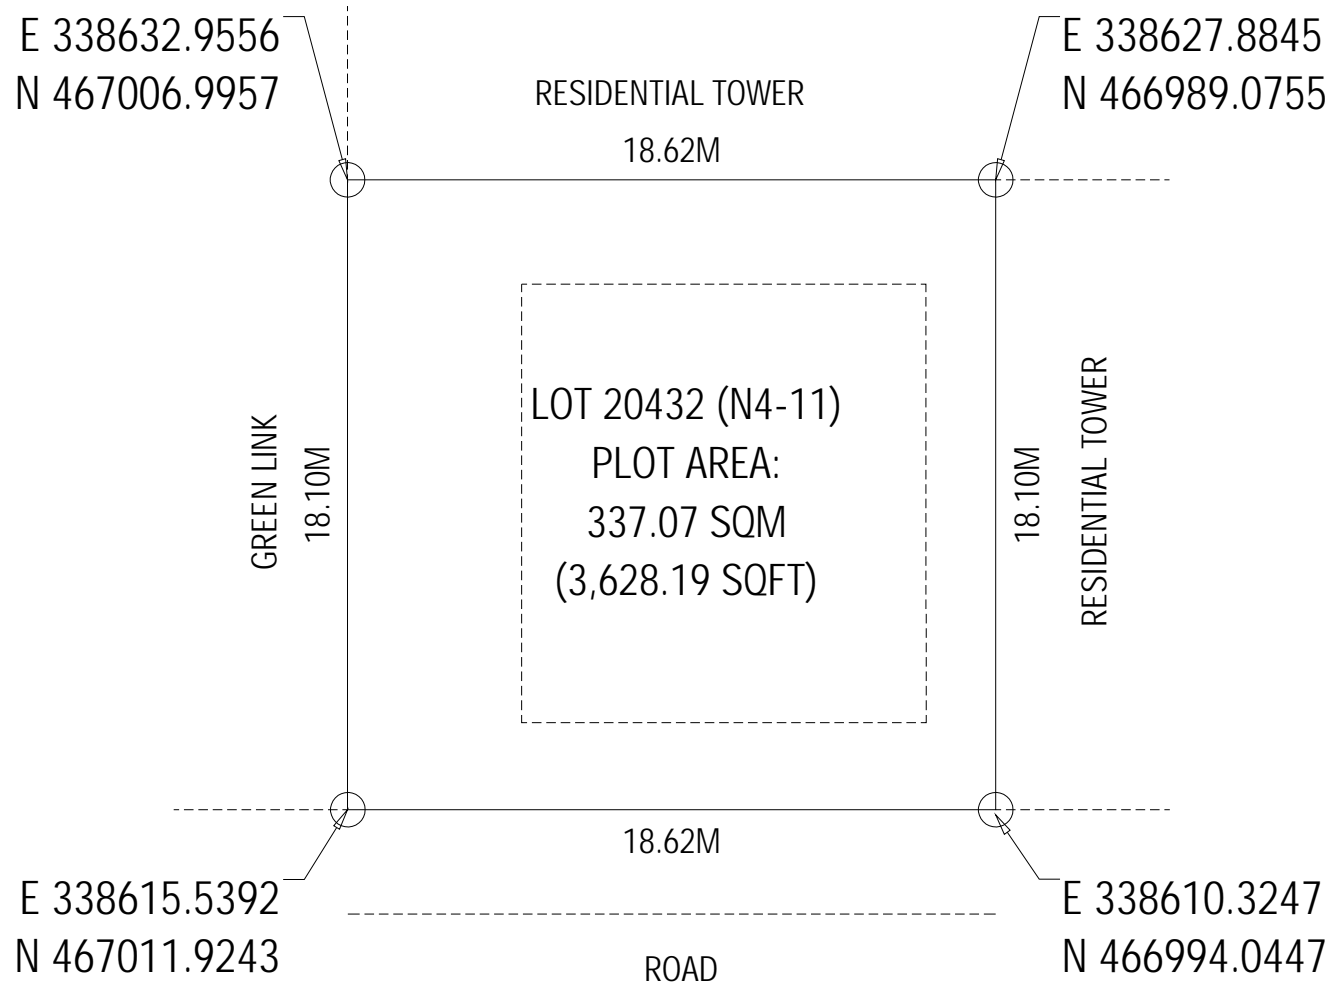 E 338632.9556
N 467006.9957
E 338627.8845
N 466989.0755
RESIDENTIAL TOWER
18.62M
GREEN LINK
18.10M
LOT 20432 (N4-11)
PLOT AREA:
337.07 SQM
(3,628.19 SQFT)
18.10M
RESIDENTIAL TOWER
18.62M
E 338615.5392
N 467011.9243
E 338610.3247
N 466994.0447
ROAD